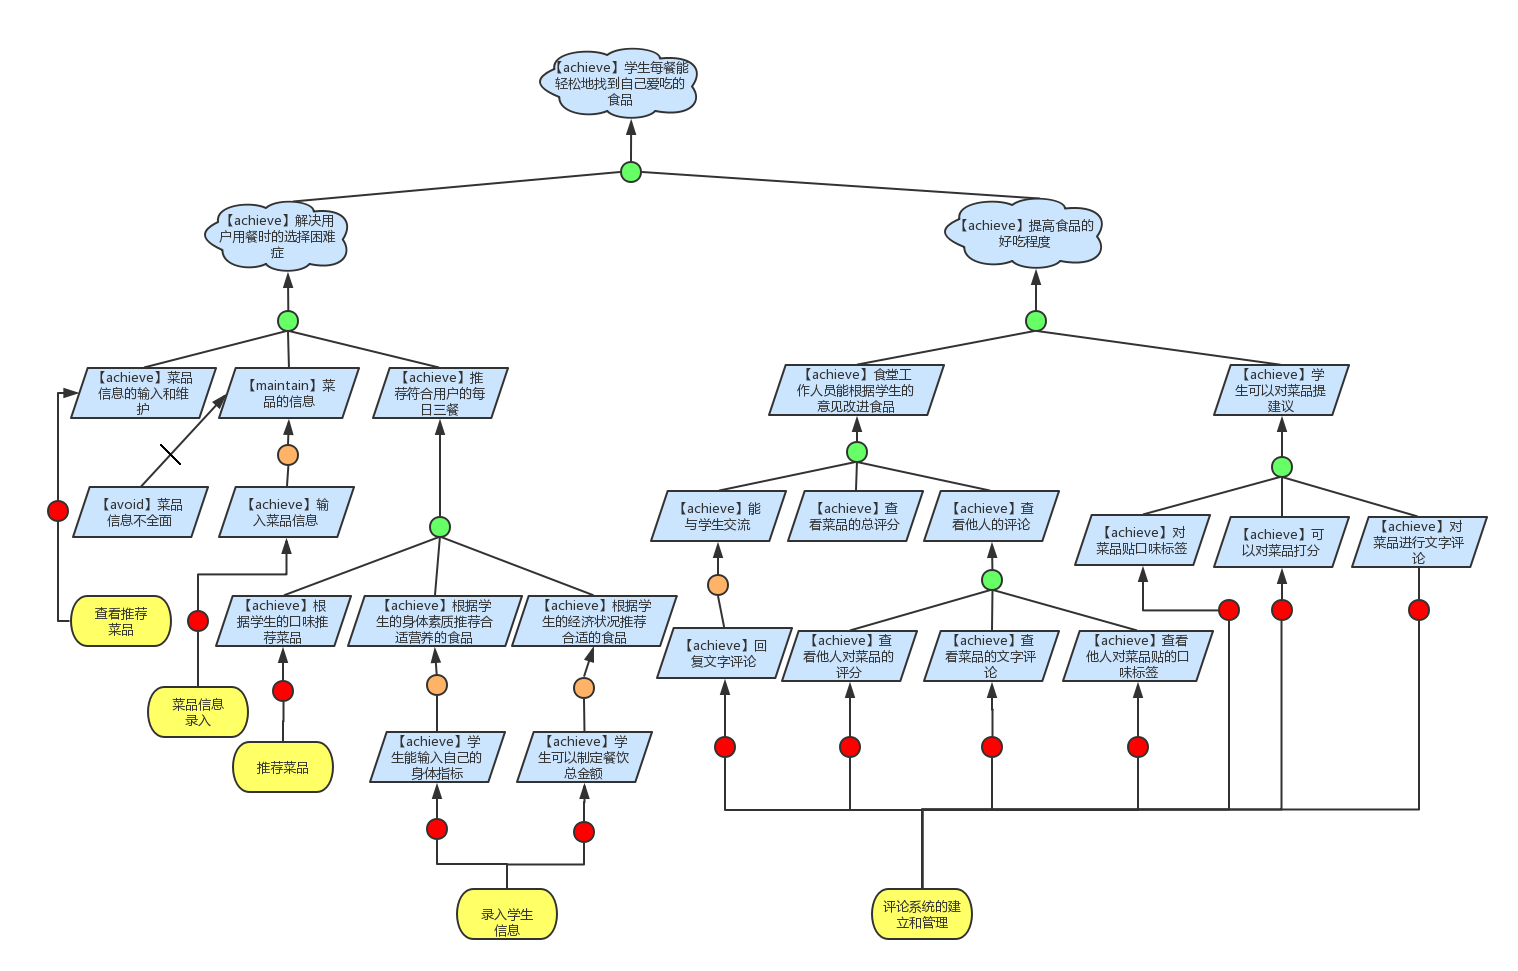 【achieve】学生每餐能
轻松地找到自己爱吃的
食品
【achieve】解决用
户用餐时的选择困难
症
【achieve】提高食品的
好吃程度
【achieve】菜品
信息的输入和维
护
【maintain】菜
品的信息
【achieve】推
荐符合用户的每
日三餐
【achieve】食堂工
作人员能根据学生的
意见改进食品
【achieve】学
生可以对菜品提
建议
【avoid】菜品
信息不全面
【achieve】输
入菜品信息
【achieve】能
与学生交流
【achieve】查
看菜品的总评分
【achieve】查
看他人的评论
【achieve】对
菜品贴口味标签
【achieve】可
以对菜品打分
【achieve】对
菜品进行文字评
论
查看推荐
菜品
【achieve】根
据学生的口味推
荐菜品
【achieve】根据学
生的身体素质推荐合
适营养的食品
【achieve】根据学
生的经济状况推荐
合适的食品
【achieve】回
复文字评论
【achieve】查
看他人对菜品的
评分
【achieve】查
看菜品的文字评
论
【achieve】查看
他人对菜品贴的口
味标签
菜品信息
录入
推荐菜品
【achieve】学
生能输入自己的
身体指标
【achieve】学
生可以制定餐饮
总金额
录入学生
信息
评论系统的建
立和管理